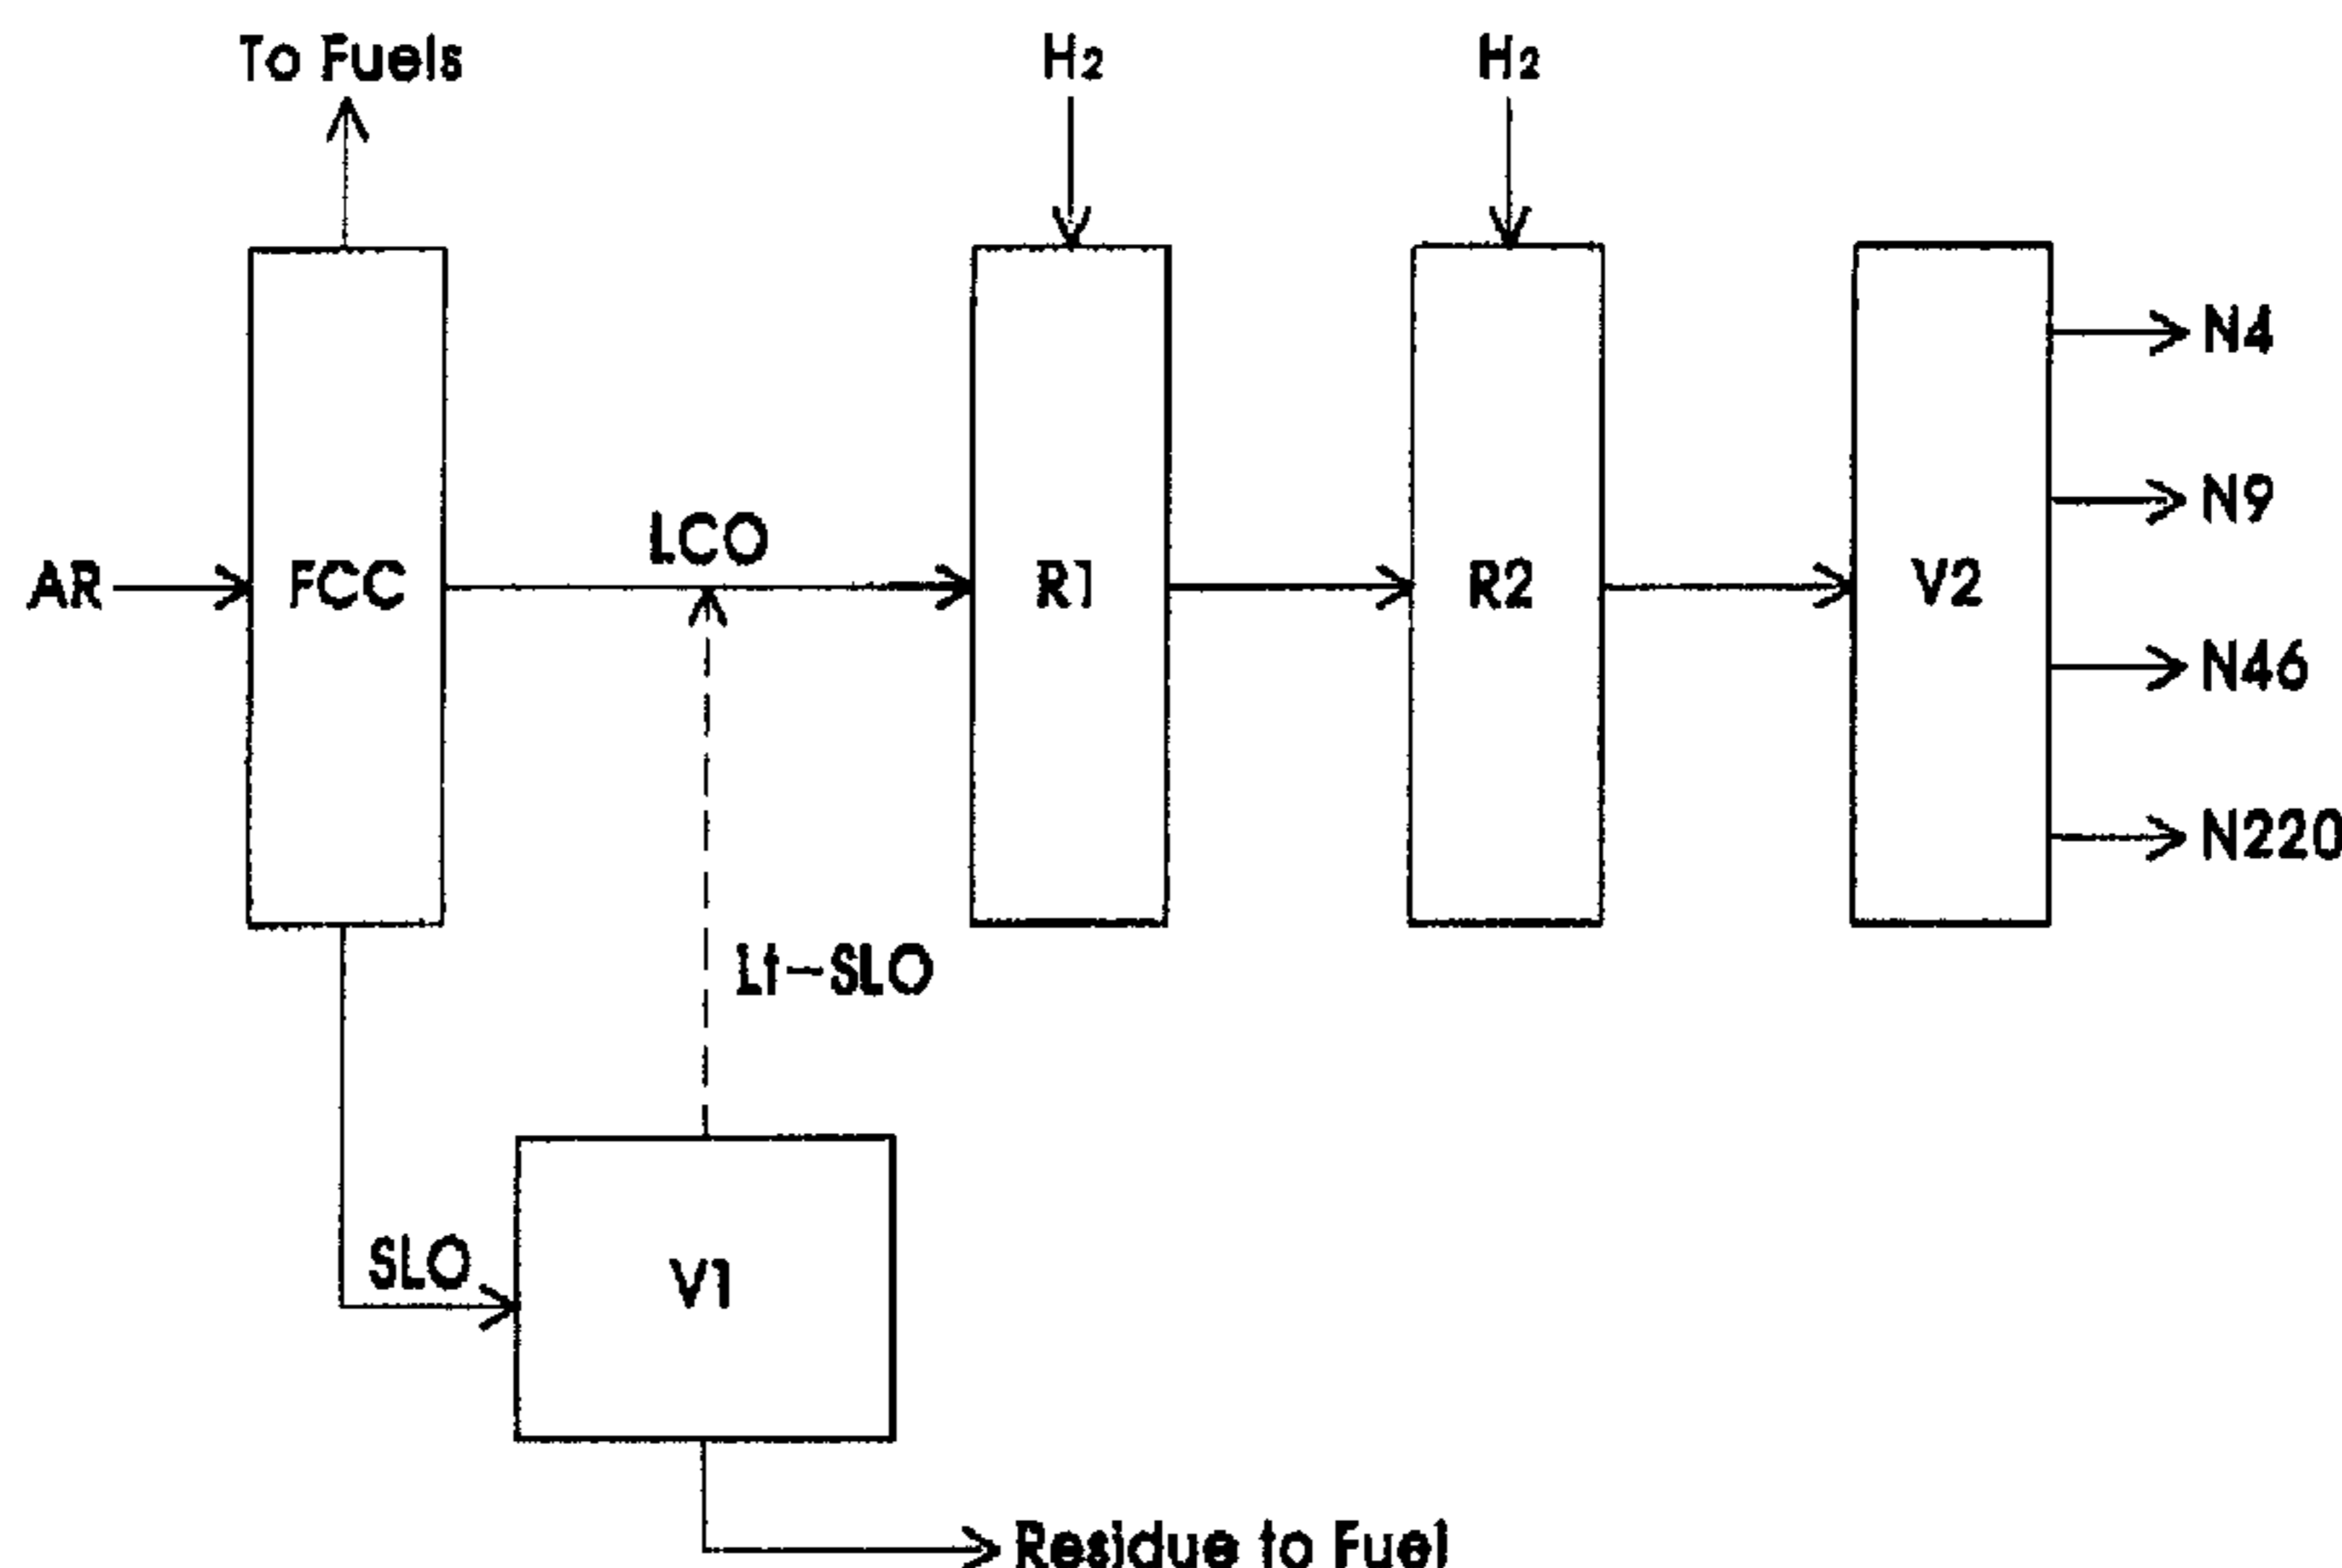 To Fuels
H2
H2
N4
N9
LCO
AR
FCC
R1
R2
V2
N46
N220
Lt-SLO
SLO
V1
Residue to Fuel